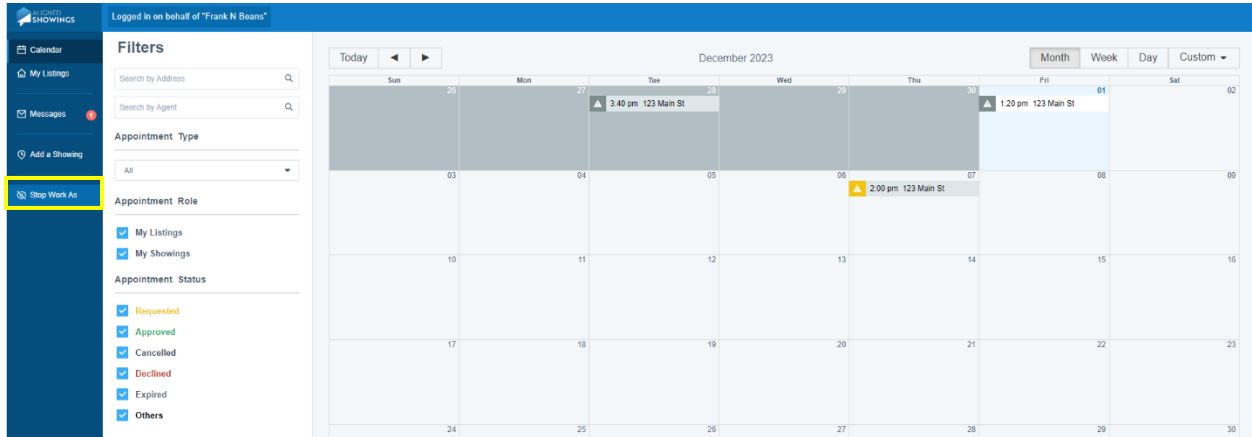 ALIGNED
SHOWINGS
Logged in on behalf of "Frank N Beans"
Calendar
My Listings
Messages 1
Add a Showing
Stop Work As
Filters
Search by Address
Search by Agent
Appointment Type
All
Appointment Role
My Listings
My Showings
Appointment Status
Requested
Approved
Cancelled
Declined
Expired
Others
Today ◄ ►
December 2023
Month Week Day Custom
Sun Mon Tue Wed Thu Fri Sat
26 27 28 29 30 01 02
3:40 pm 123 Main St
1:20 pm 123 Main St
03 04 05 06 07 08 09
2:00 pm 123 Main St
10 11 12 13 14 15 16
17 18 19 20 21 22 23
24 25 26 27 28 29 30